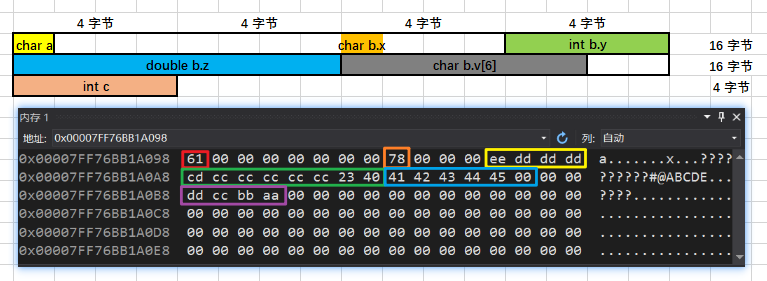 4 字节 4 字节 4 字节 4 字节
char a char b.x int b.y 16 字节
double b.z char b.v[6] 16 字节
int c 4 字节
内存 1
地址: 0x00007FF76BB1A098 列: 自动
0x00007FF76BB1A098 61 00 00 00 00 00 00 00 78 00 00 00 ee dd dd dd a.......x...????
0x00007FF76BB1A0A8 cd cc cc cc cc cc 23 40 41 42 43 44 45 00 00 00 ??????#@ABCDE...
0x00007FF76BB1A0B8 dd cc bb aa 00 00 00 00 00 00 00 00 00 00 00 00 ????............
0x00007FF76BB1A0C8 00 00 00 00 00 00 00 00 00 00 00 00 00 00 00 00 ................
0x00007FF76BB1A0D8 00 00 00 00 00 00 00 00 00 00 00 00 00 00 00 00 ................
0x00007FF76BB1A0E8 00 00 00 00 00 00 00 00 00 00 00 00 00 00 00 00 ................